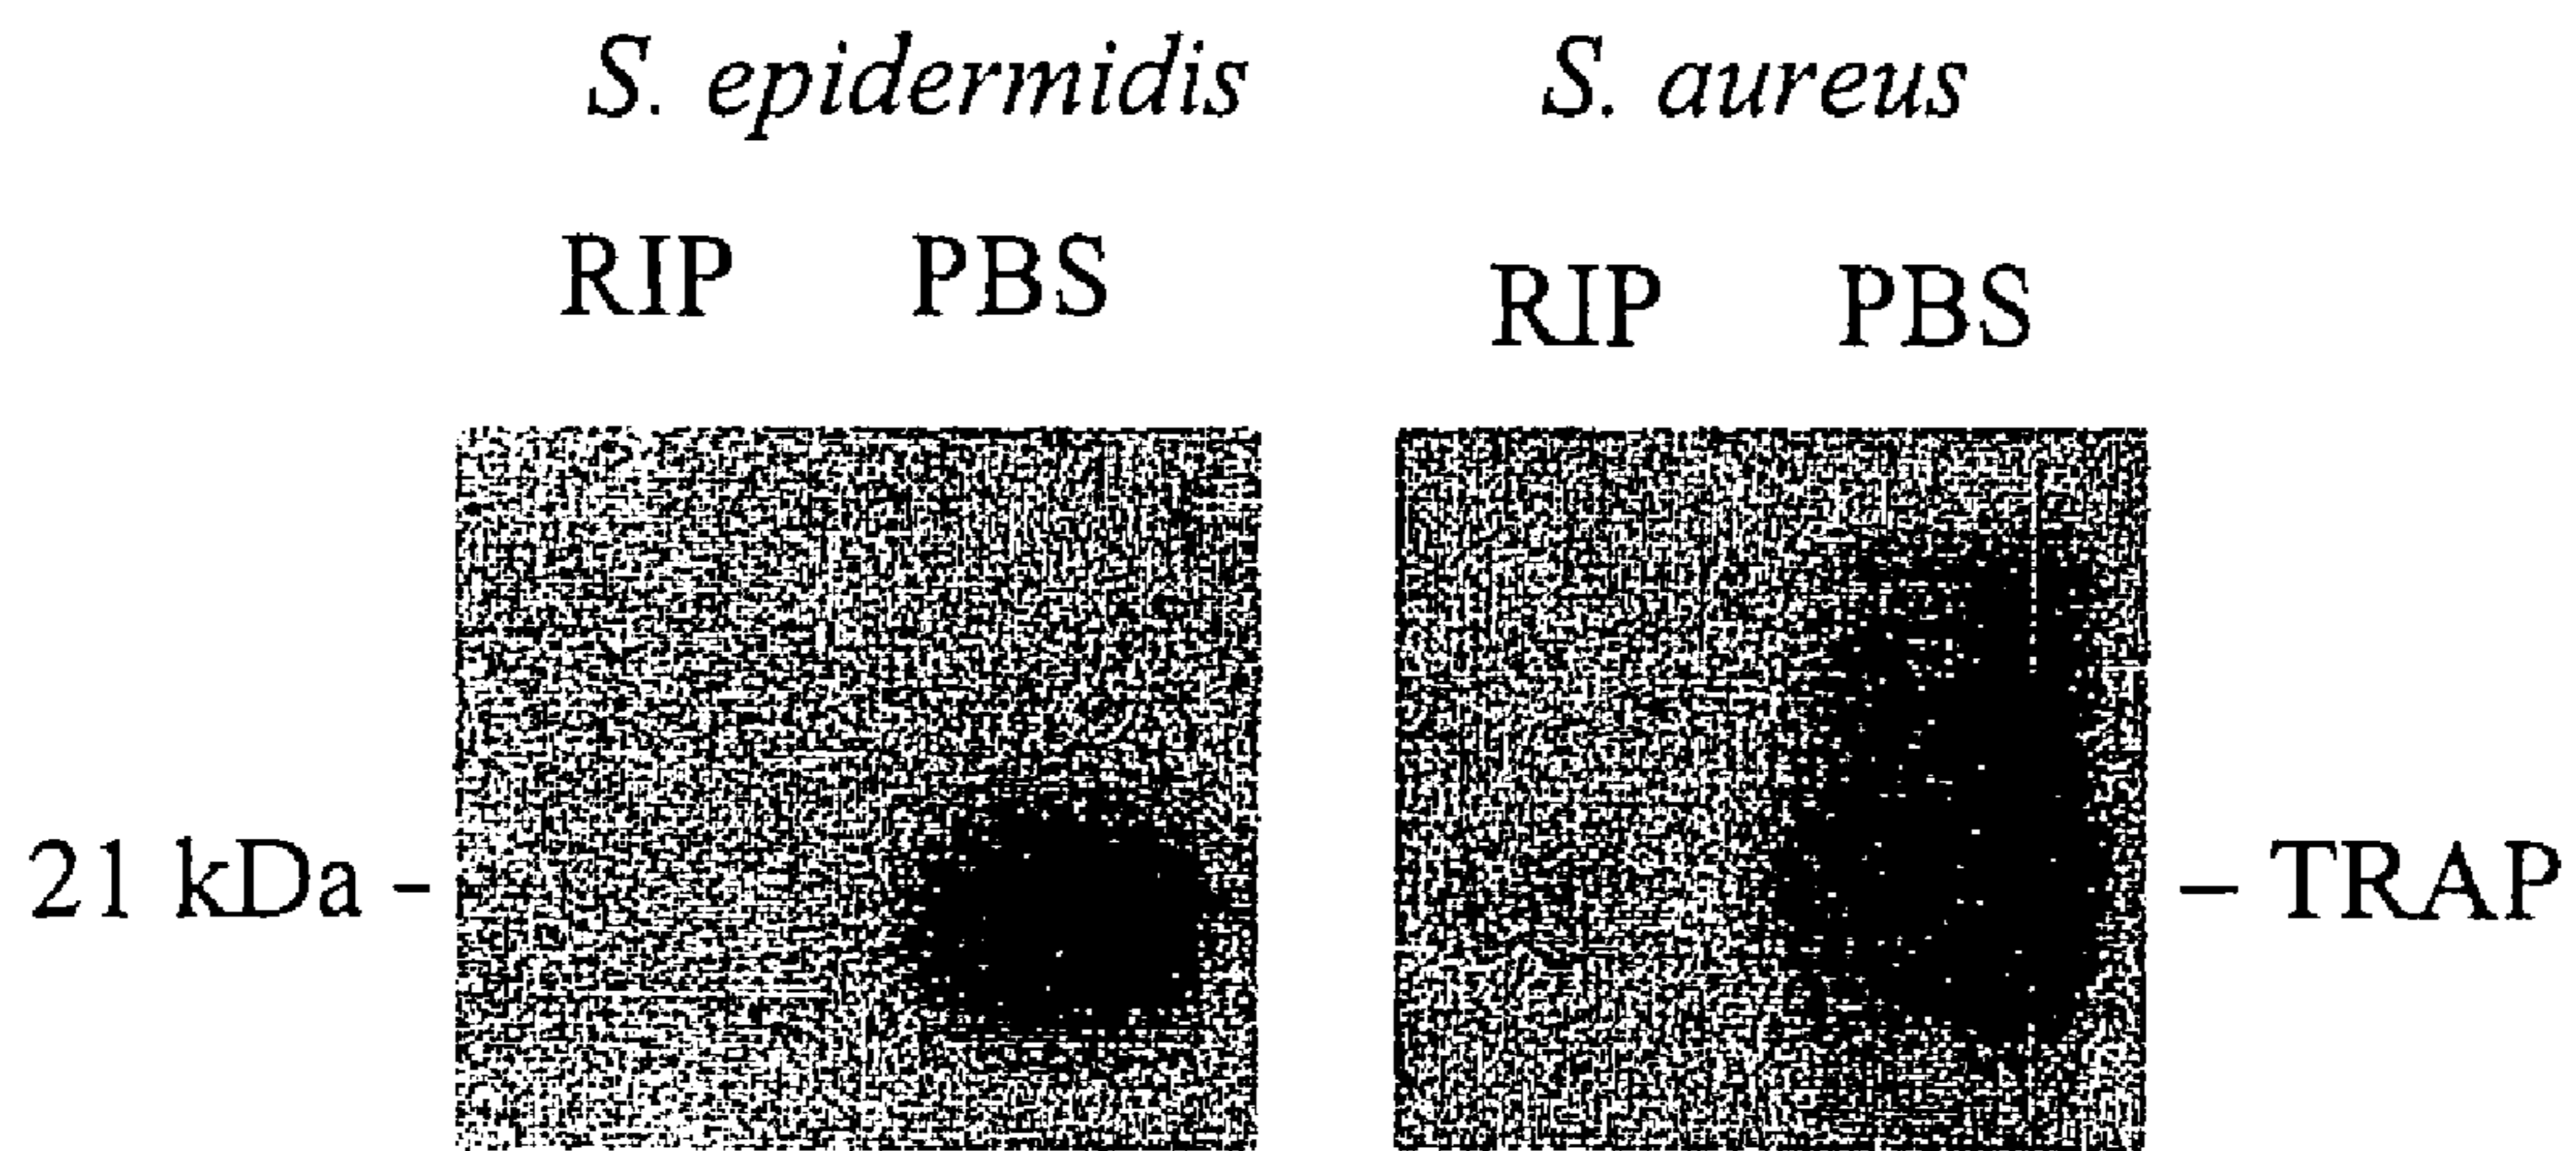 S. epidermidis S. aureus
RIP PBS RIP PBS
21 kDa - – TRAP